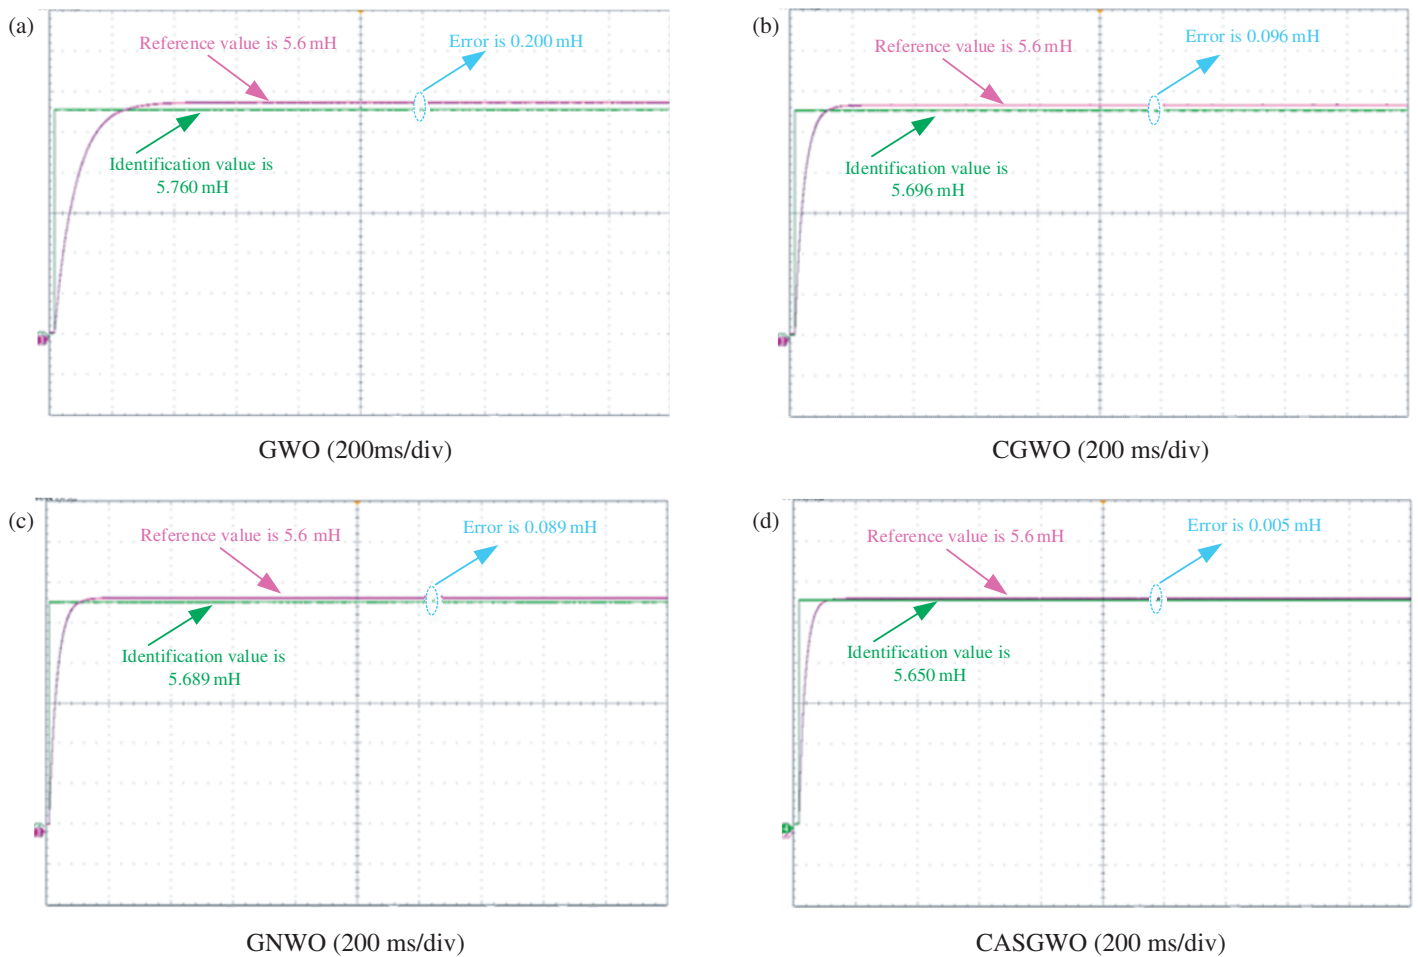 (a)
Reference value is 5.6 mH
Error is 0.200 mH
Identification value is
5.760 mH
GWO (200ms/div)
(b)
Reference value is 5.6 mH
Error is 0.096 mH
Identification value is
5.696 mH
CGWO (200 ms/div)
(c)
Reference value is 5.6 mH
Error is 0.089 mH
Identification value is
5.689 mH
GNWO (200 ms/div)
(d)
Reference value is 5.6 mH
Error is 0.005 mH
Identification value is
5.650 mH
CASGWO (200 ms/div)